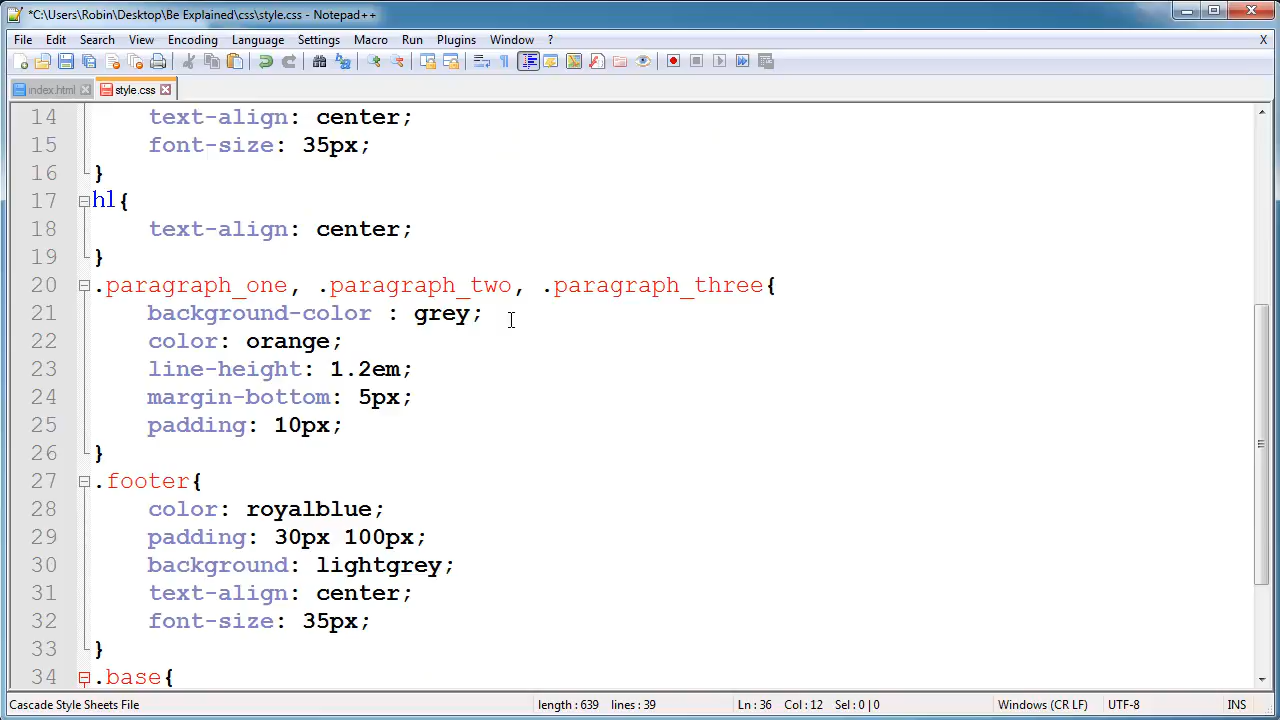 *C:\Users\Robin\Desktop\Be Explained\css\style.css - Notepad++
File Edit Search View Encoding Language Settings Macro Run Plugins Window ? X
index.html style.css
14 text-align: center;
15 font-size: 35px;
16 }
17 hl{
18 text-align: center;
19 }
20 .paragraph_one, .paragraph_two, .paragraph_three{
21 background-color : grey;
22 color: orange;
23 line-height: 1.2em;
24 margin-bottom: 5px;
25 padding: 10px;
26 }
27 .footer{
28 color: royalblue;
29 padding: 30px 100px;
30 background: lightgrey;
31 text-align: center;
32 font-size: 35px;
33 }
34 .base{
Cascade Style Sheets File length : 639 lines : 39 Ln : 36 Col : 12 Sel : 0 | 0 Windows (CR LF) UTF-8 INS